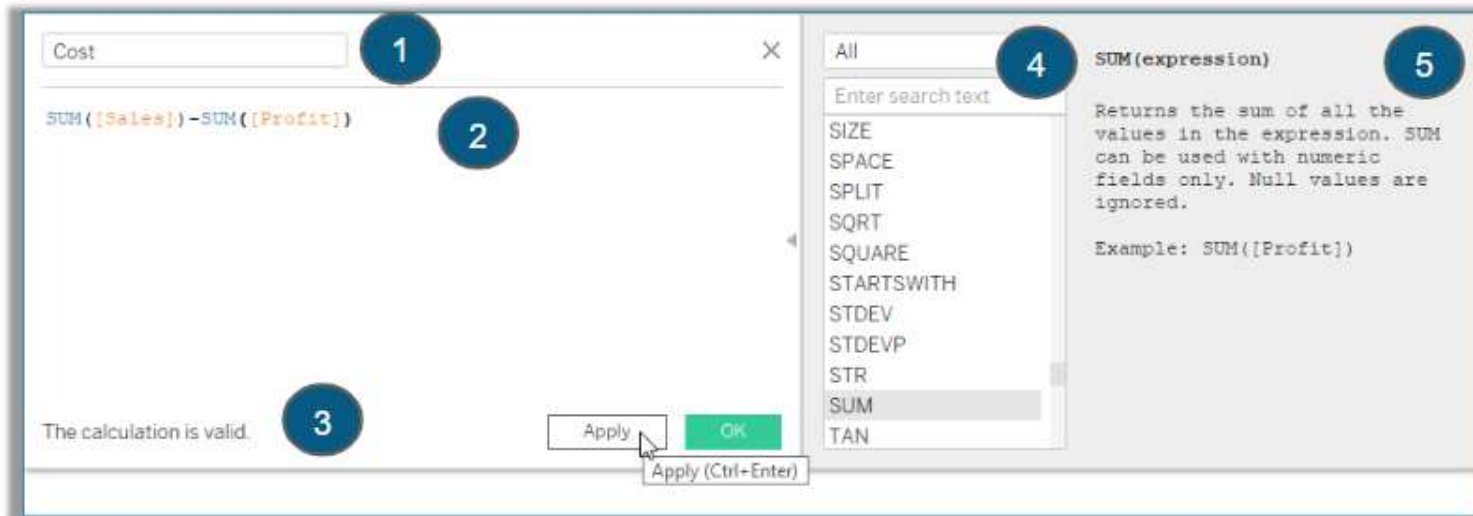 Cost
1
×
SUM([Sales])-SUM([Profit])
2
The calculation is valid.
3
Apply
OK
Apply (Ctrl+Enter)
All
4
Enter search text
SIZE
SPACE
SPLIT
SQRT
SQUARE
STARTSWITH
STDEV
STDEVP
STR
SUM
TAN
SUM(expression)
5
Returns the sum of all the
values in the expression. SUM
can be used with numeric
fields only. Null values are
ignored.
Example: SUM([Profit])